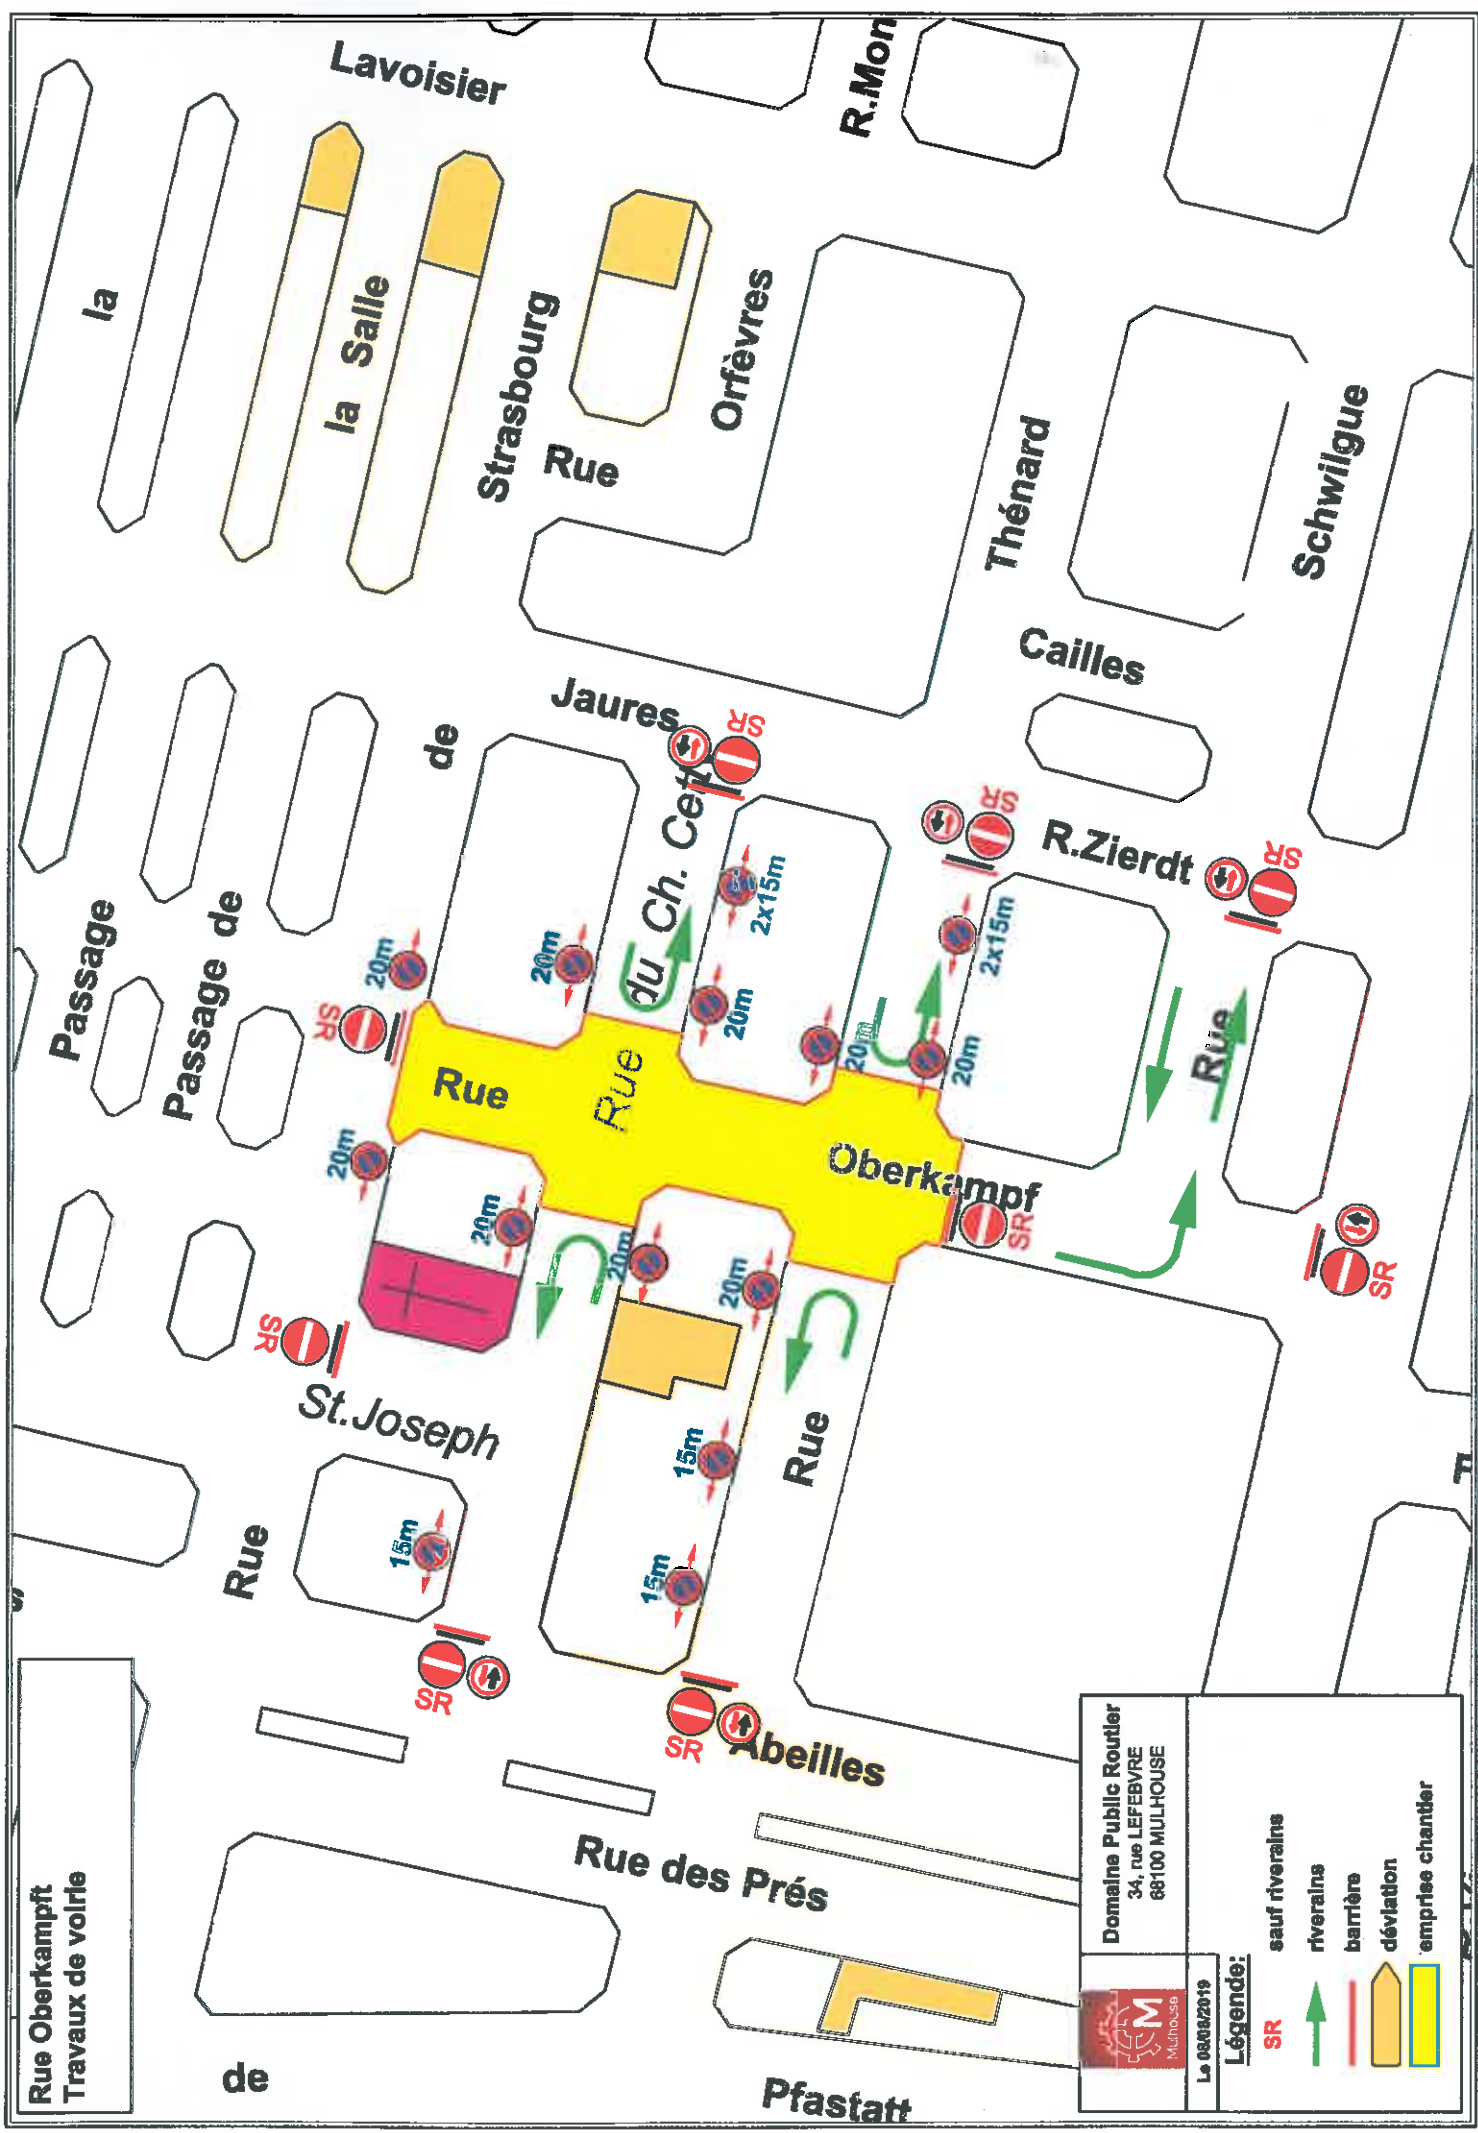 Rue Oberkampft
Travaux de voirie
Lavoisier
R.Mon
la
la Salle
Strasbourg
Rue
Orfèvres
Thénard
Schwilgue
Cailles
Jaures
de
du Ch.
R.Zierdt
Passage
Passage de
Rue
Rue
Oberkampf
Rue
St.Joseph
Rue
Rue
Abeilles
Rue des Prés
de
Pfastatt
SR
SR
SR
SR
SR
SR
SR
SR
SR
20m
20m
20m
2x15m
20m
2x15m
20m
20m
20m
20m
20m
15m
15m
15m
Domaine Public Routier
34, rue LEFEBVRE
68100 MULHOUSE
M
Mulhouse
Le 08/08/2019
Légende:
SR sauf riverains
riverains
barrière
déviation
emprise chantier